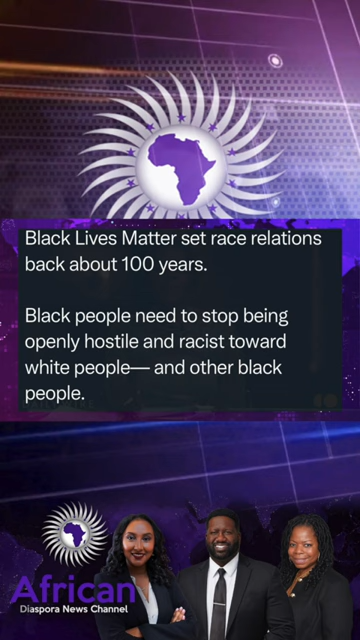 Black Lives Matter set race relations
back about 100 years.
Black people need to stop being
openly hostile and racist toward
white people— and other black
people.
African
Diaspora News Channel